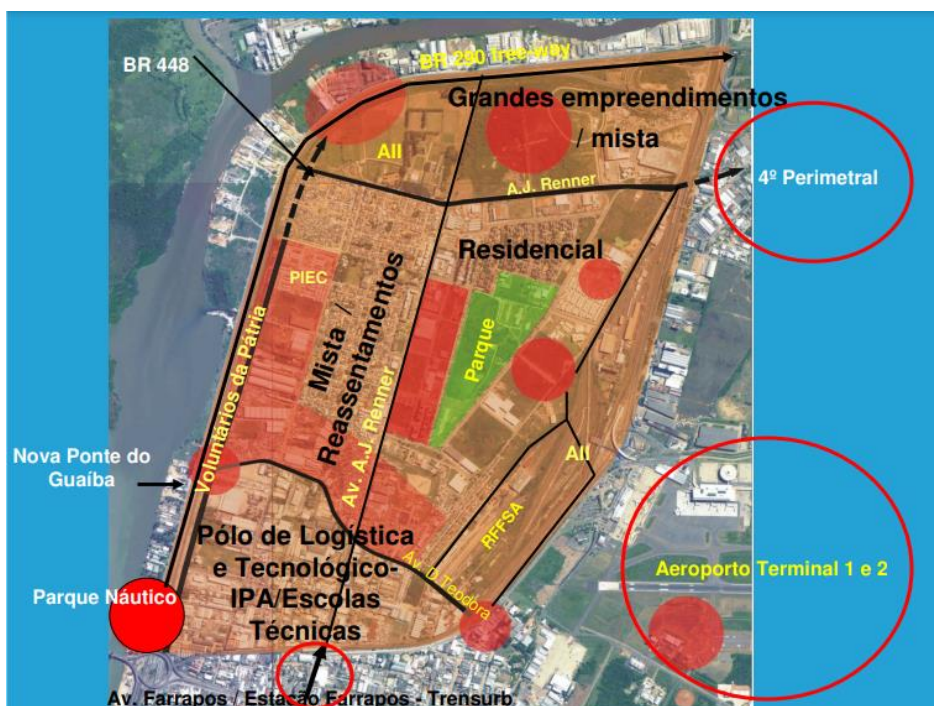 BR 290 free-way
BR 448
Grandes empreendimentos
/ mista
AII
A.J. Renner
4º Perimetral
Residencial
PIEC
Mista /
Reassentamentos
Voluntários da Pátria
Parque
Av. A.J. Renner
Nova Ponte do
Guaíba
AII
RFFSA
Pólo de Logística
e Tecnológico-
IPA/Escolas
Técnicas
Av. D.Teodora
Aeroporto Terminal 1 e 2
Parque Náutico
Av. Farrapos / Estação Farrapos - Trensurb